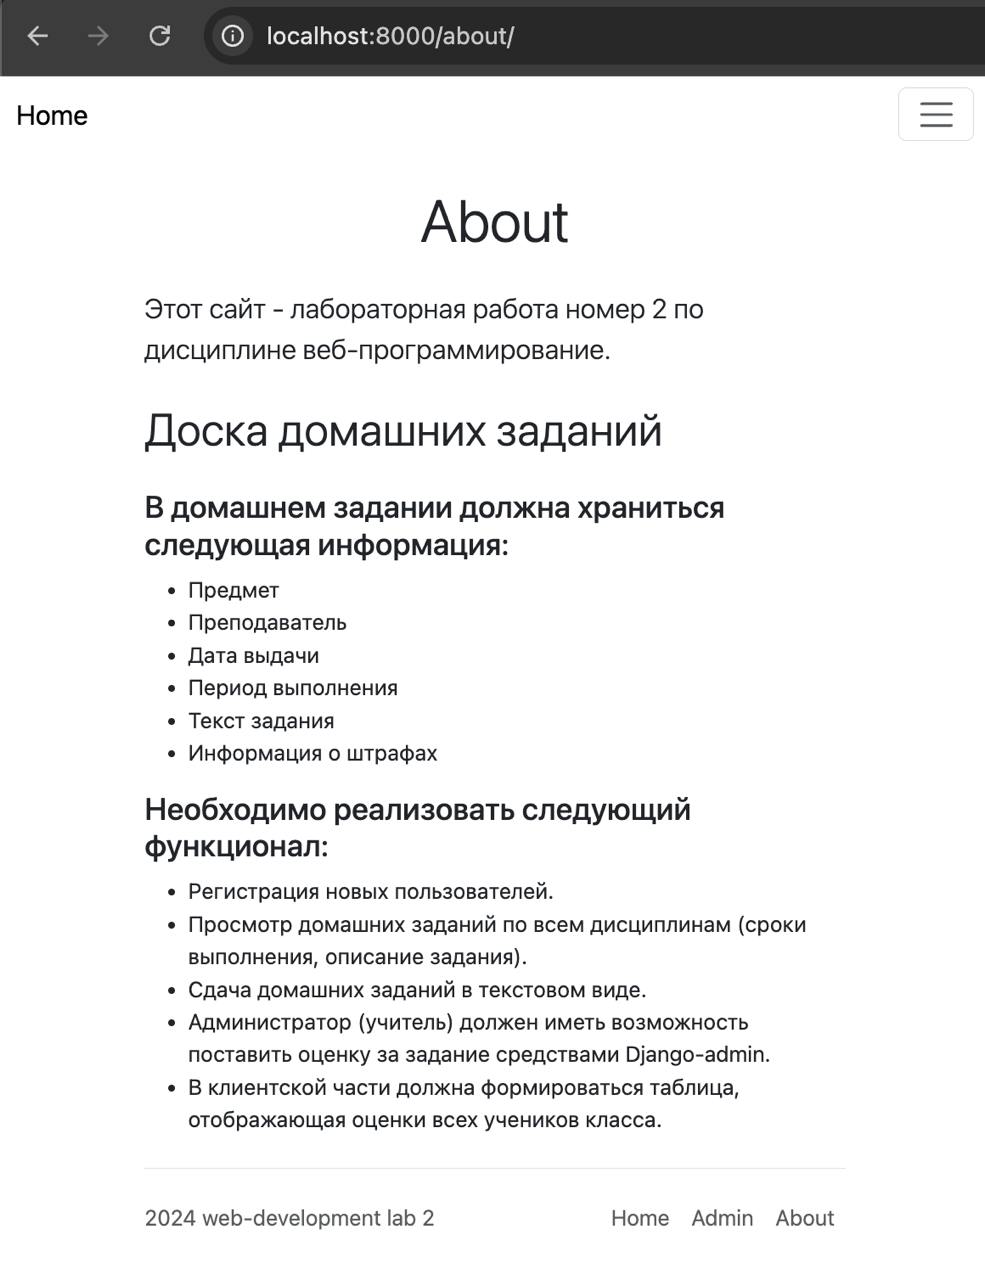 localhost:8000/about/
Home
About
Этот сайт - лабораторная работа номер 2 по
дисциплине веб-программирование.
Доска домашних заданий
В домашнем задании должна храниться
следующая информация:
• Предмет
• Преподаватель
• Дата выдачи
• Период выполнения
• Текст задания
• Информация о штрафах
Необходимо реализовать следующий
функционал:
• Регистрация новых пользователей.
• Просмотр домашних заданий по всем дисциплинам (сроки
выполнения, описание задания).
• Сдача домашних заданий в текстовом виде.
• Администратор (учитель) должен иметь возможность
поставить оценку за задание средствами Django-admin.
• В клиентской части должна формироваться таблица,
отображающая оценки всех учеников класса.
2024 web-development lab 2 Home Admin About